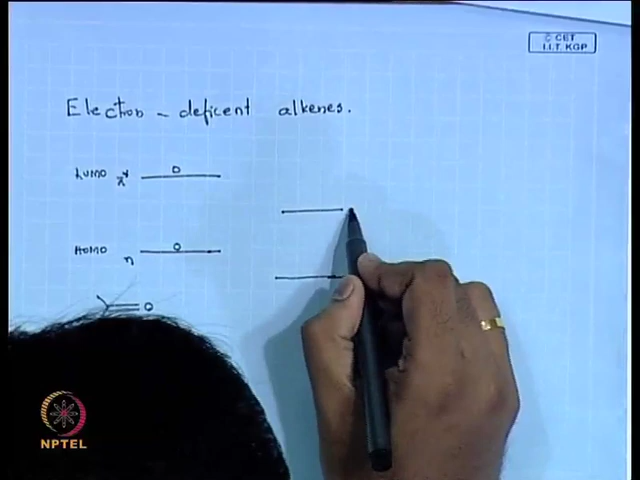 © CET
I.I.T. KGP
Electron - deficent alkenes.
LUMO π* O
HOMO n O
O
NPTEL